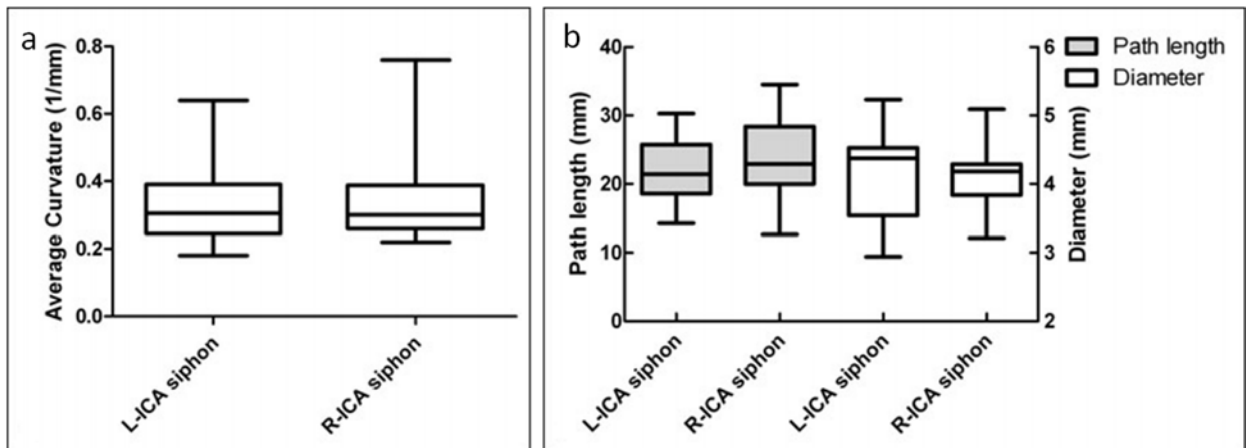 a
Average Curvature (1/mm)
0.8
0.6
0.4
0.2
0.0
L-ICA siphon
R-ICA siphon
b
Path length (mm)
40
30
20
10
0
L-ICA siphon
R-ICA siphon
L-ICA siphon
R-ICA siphon
6
5
4
3
2
Diameter (mm)
Path length
Diameter